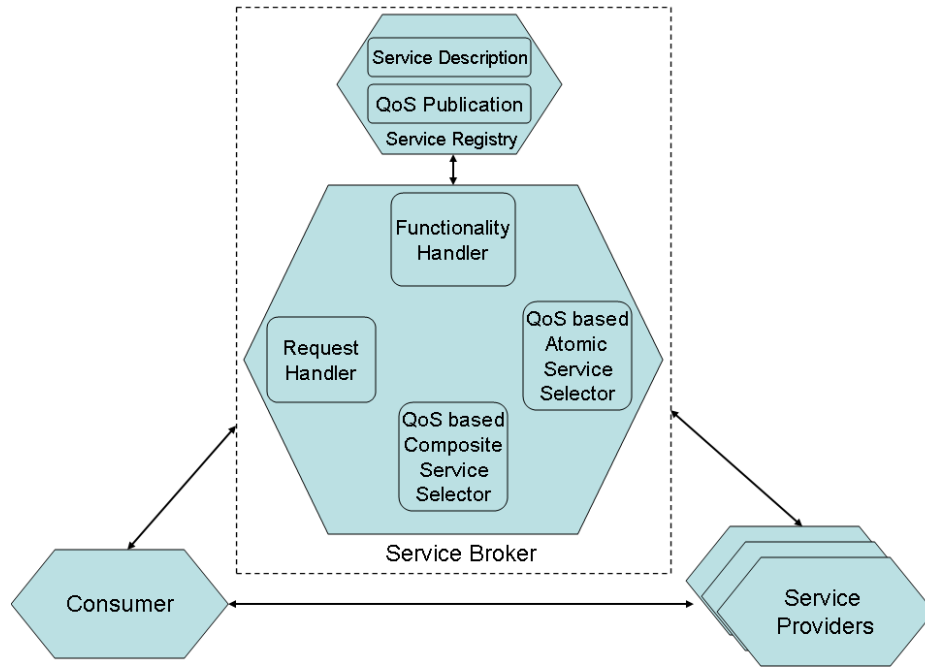 Service Description
QoS Publication
Service Registry
Functionality
Handler
Request
Handler
QoS based
Atomic
Service
Selector
QoS based
Composite
Service
Selector
Service Broker
Consumer
Service
Providers